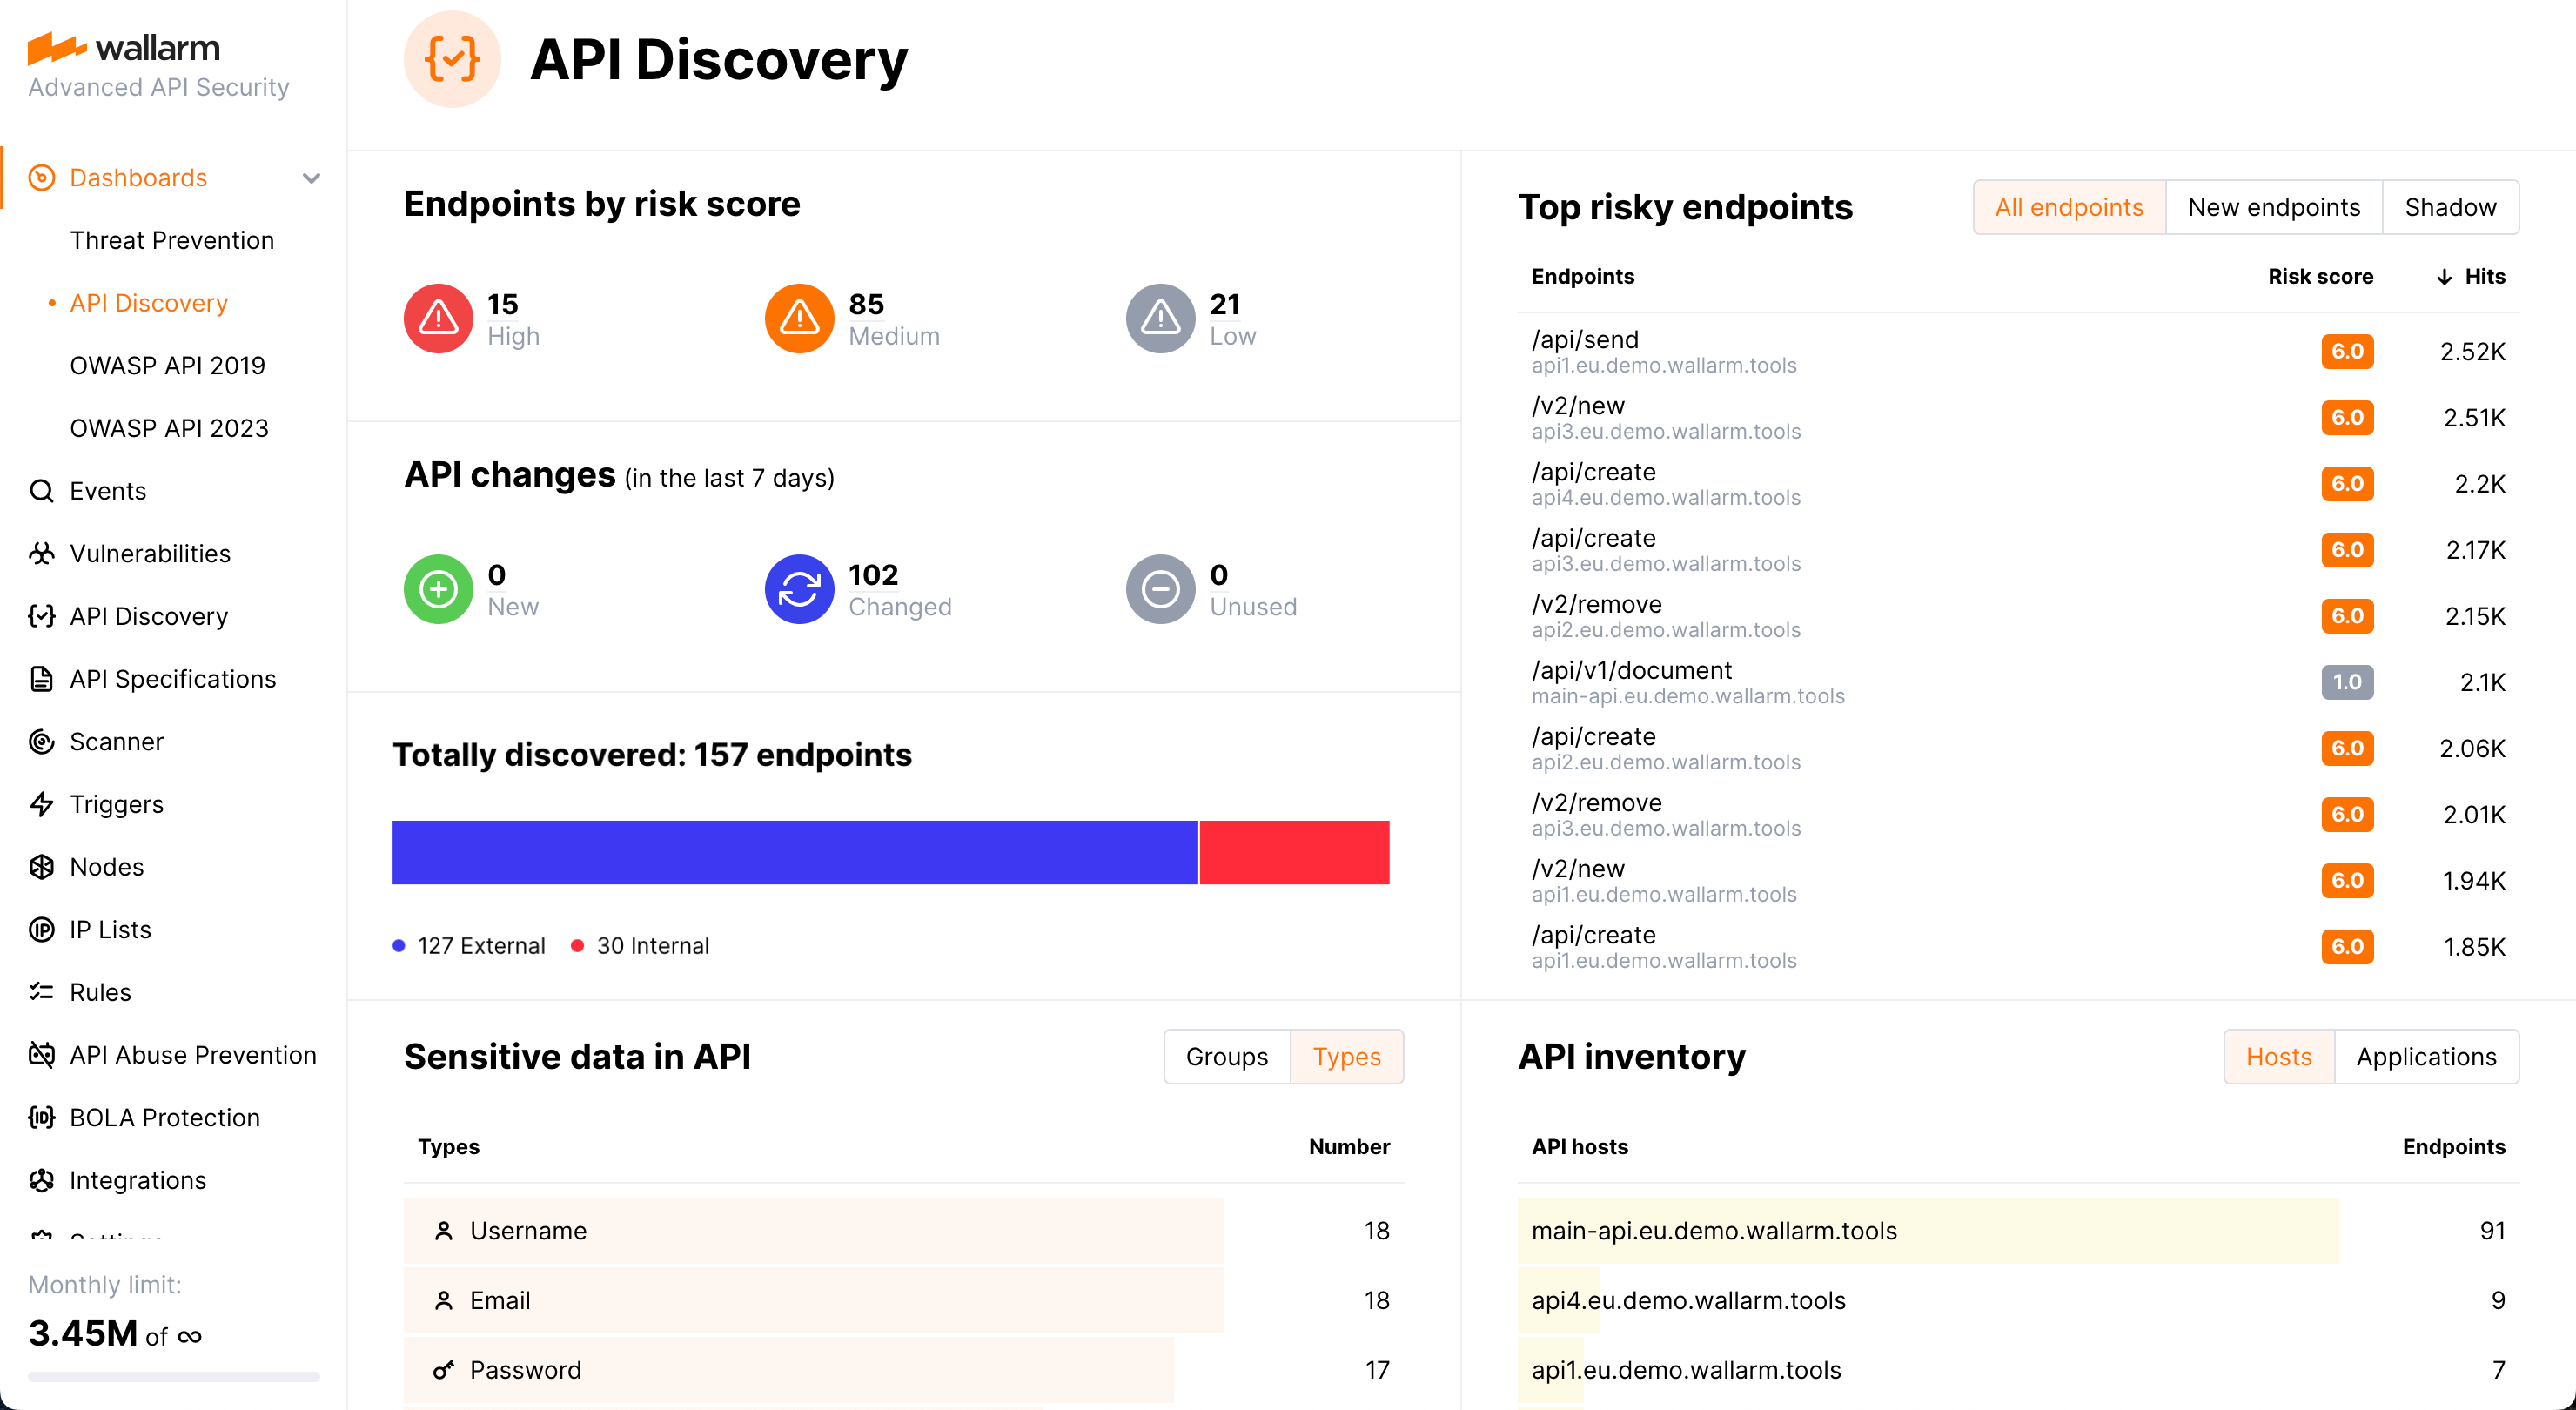 wallarm
Advanced API Security
Dashboards
Threat Prevention
API Discovery
OWASP API 2019
OWASP API 2023
Events
Vulnerabilities
API Discovery
API Specifications
Scanner
Triggers
Nodes
IP Lists
Rules
API Abuse Prevention
BOLA Protection
Integrations
Settings
Monthly limit:
3.45M of ∞
API Discovery
Endpoints by risk score
15
High
85
Medium
21
Low
API changes (in the last 7 days)
0
New
102
Changed
0
Unused
Totally discovered: 157 endpoints
127 External 30 Internal
Top risky endpoints
All endpoints New endpoints Shadow
Endpoints Risk score Hits
/api/send
api1.eu.demo.wallarm.tools
6.0 2.52K
/v2/new
api3.eu.demo.wallarm.tools
6.0 2.51K
/api/create
api4.eu.demo.wallarm.tools
6.0 2.2K
/api/create
api3.eu.demo.wallarm.tools
6.0 2.17K
/v2/remove
api2.eu.demo.wallarm.tools
6.0 2.15K
/api/v1/document
main-api.eu.demo.wallarm.tools
1.0 2.1K
/api/create
api2.eu.demo.wallarm.tools
6.0 2.06K
/v2/remove
api3.eu.demo.wallarm.tools
6.0 2.01K
/v2/new
api1.eu.demo.wallarm.tools
6.0 1.94K
/api/create
api1.eu.demo.wallarm.tools
6.0 1.85K
Sensitive data in API
Groups Types
Types Number
Username 18
Email 18
Password 17
API inventory
Hosts Applications
API hosts Endpoints
main-api.eu.demo.wallarm.tools 91
api4.eu.demo.wallarm.tools 9
api1.eu.demo.wallarm.tools 7